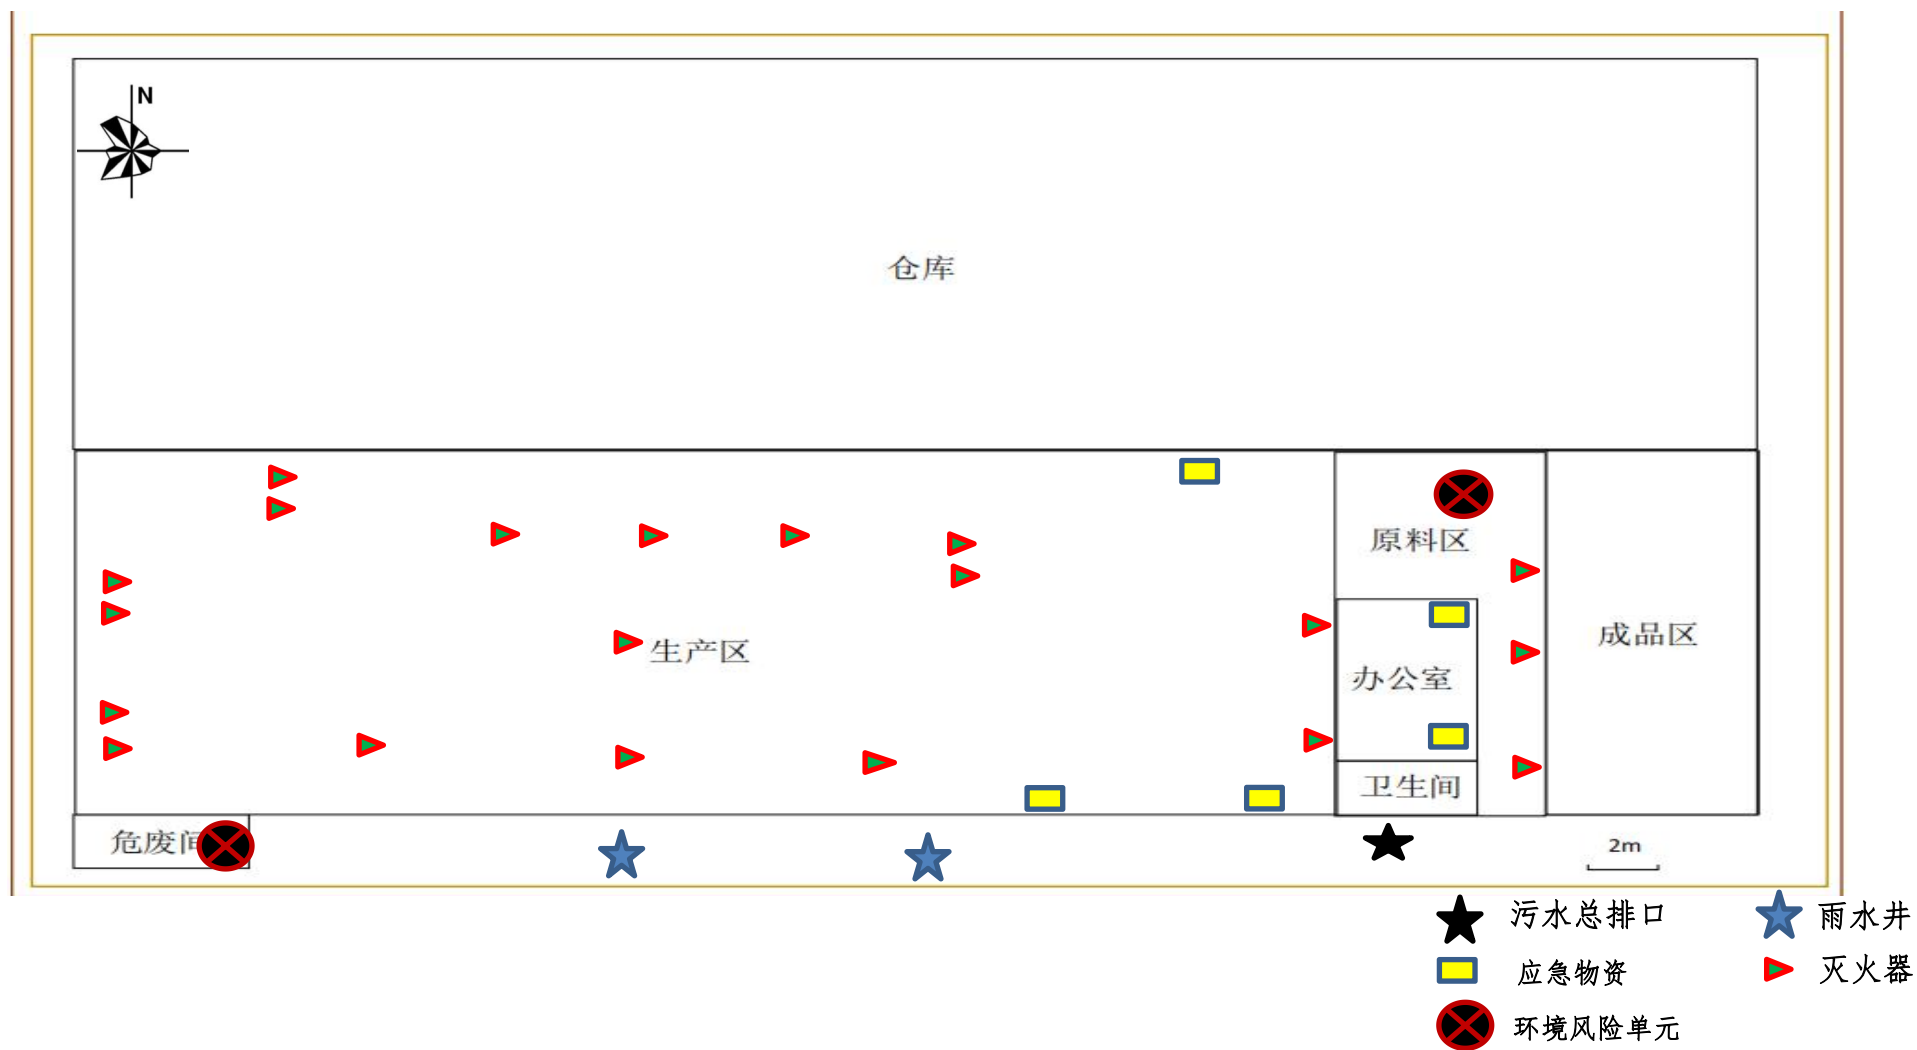 N
仓库
原料区
成品区
生产区
办公室
卫生间
危废间
2m
污水总排口
雨水井
应急物资
灭火器
环境风险单元